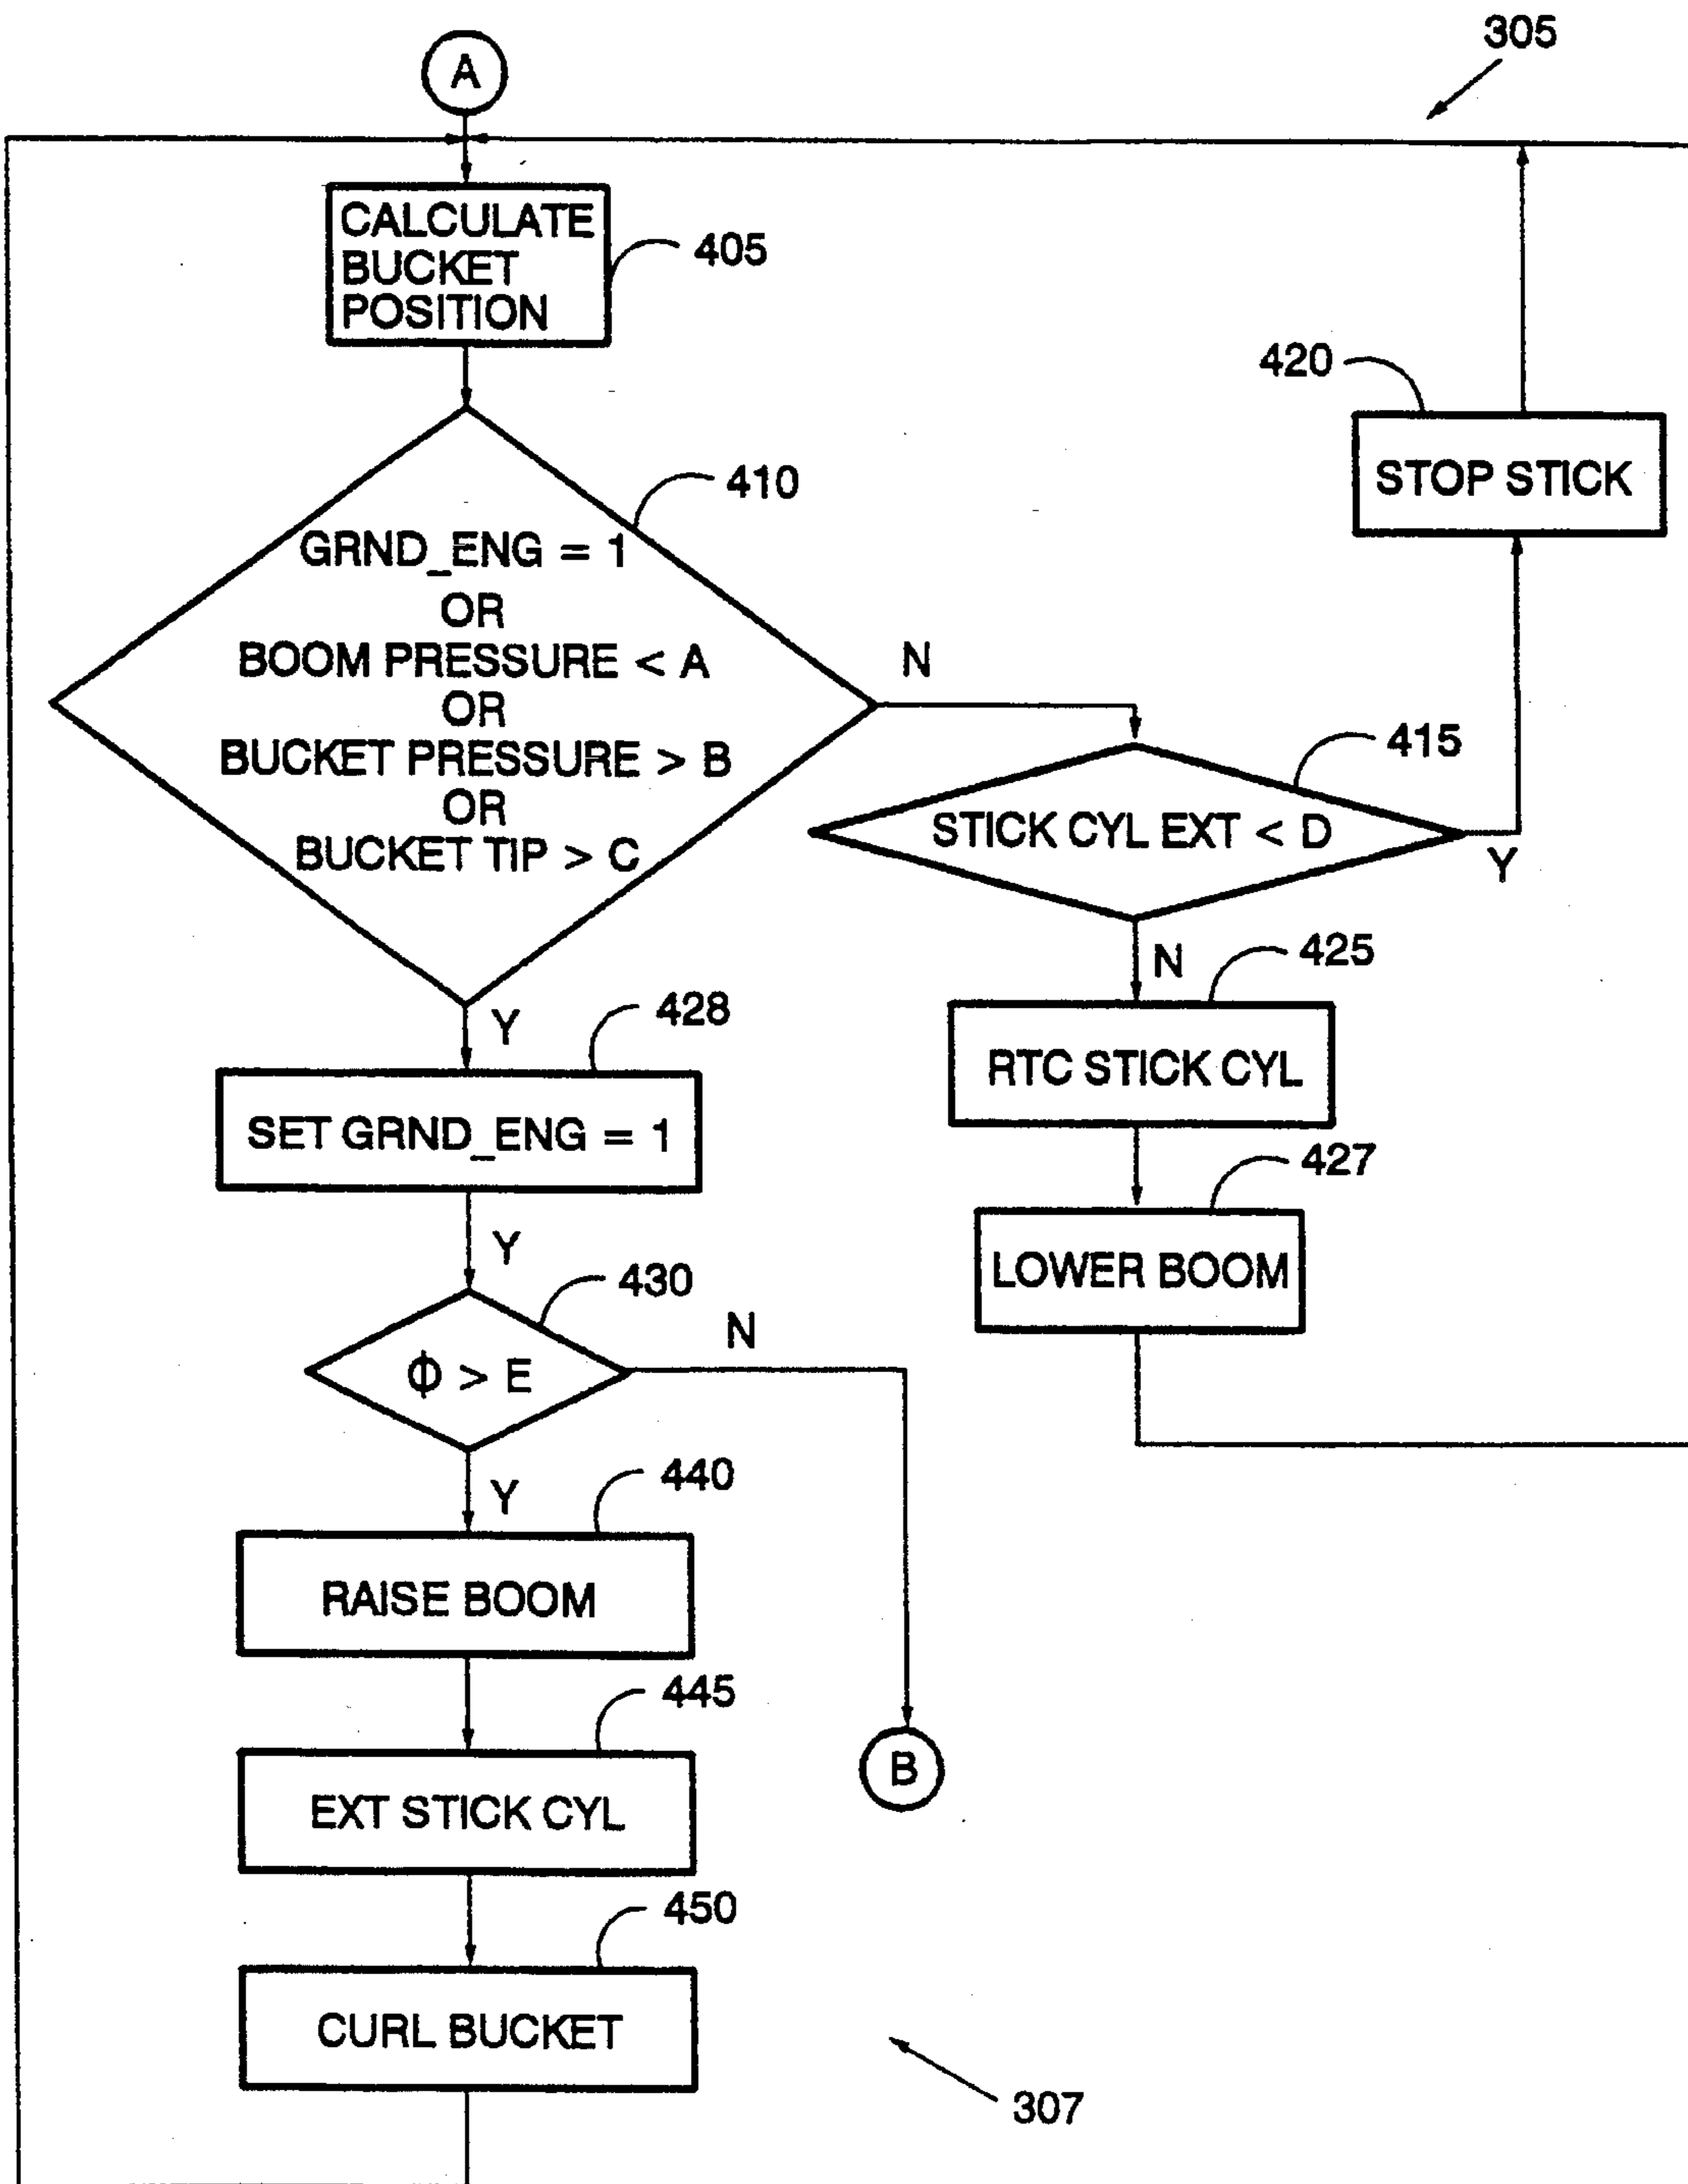 305
A
CALCULATE
BUCKET
POSITION
405
420
STOP STICK
410
GRND_ENG = 1
OR
BOOM PRESSURE < A
OR
BUCKET PRESSURE > B
OR
BUCKET TIP > C
N
415
STICK CYL EXT < D
Y
N
425
RTC STICK CYL
Y
428
SET GRND_ENG = 1
427
LOWER BOOM
Y
430
Φ > E
N
Y
440
RAISE BOOM
445
EXT STICK CYL
B
450
CURL BUCKET
307